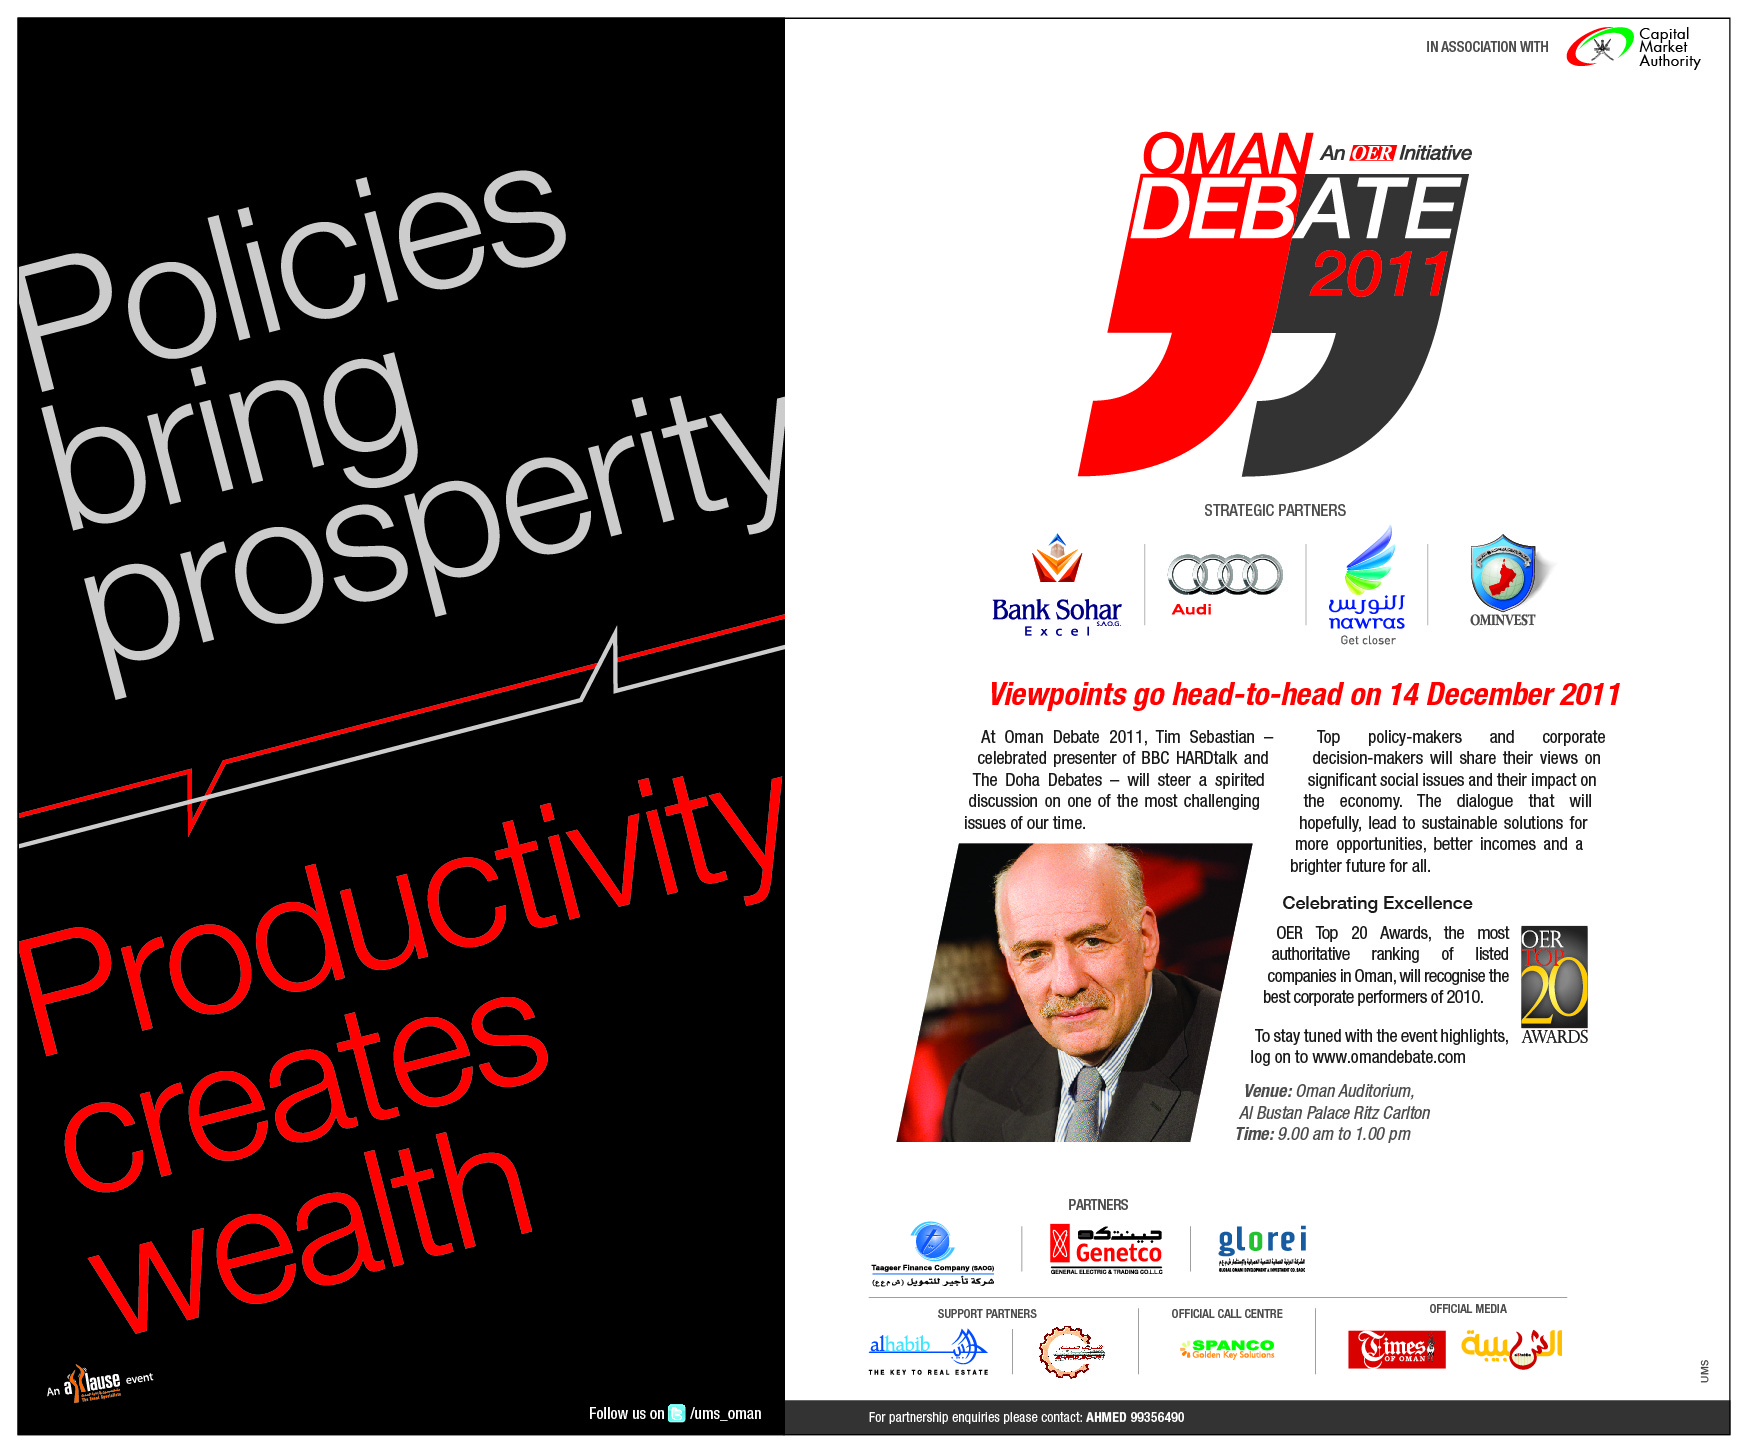 Policies
bring
prosperity
Productivity
creates
wealth
An aPlause event
The Event Specialists
Follow us on /ums_oman
IN ASSOCIATION WITH
Capital
Market
Authority
OMAN
An OER Initiative
DEBATE
2011
STRATEGIC PARTNERS
Bank Sohar
S.A.O.G.
Excel
Audi
النورس
nawras
Get closer
OMINVEST
Viewpoints go head-to-head on 14 December 2011
At Oman Debate 2011, Tim Sebastian –
celebrated presenter of BBC HARDtalk and
The Doha Debates – will steer a spirited
discussion on one of the most challenging
issues of our time.
Top policy-makers and corporate
decision-makers will share their views on
significant social issues and their impact on
the economy. The dialogue that will
hopefully, lead to sustainable solutions for
more opportunities, better incomes and a
brighter future for all.
Celebrating Excellence
OER Top 20 Awards, the most
authoritative ranking of listed
companies in Oman, will recognise the
best corporate performers of 2010.
OER
TOP
20
AWARDS
To stay tuned with the event highlights,
log on to www.omandebate.com
Venue: Oman Auditorium,
Al Bustan Palace Ritz Carlton
Time: 9.00 am to 1.00 pm
PARTNERS
Taageer Finance Company (SAOG)
شركة تأجير للتمويل (ش م ع ع)
جينتكو
Genetco
GENERAL ELECTRIC & TRADING CO.L.L.C
glorei
GLOBAL OMANI DEVELOPMENT & INVESTMENT CO. SAOC
SUPPORT PARTNERS
alhabib
THE KEY TO REAL ESTATE
OFFICIAL CALL CENTRE
SPANCO
Golden Key Solutions
OFFICIAL MEDIA
Times
OF OMAN
الشبيبة
UMS
For partnership enquiries please contact: AHMED 99356490